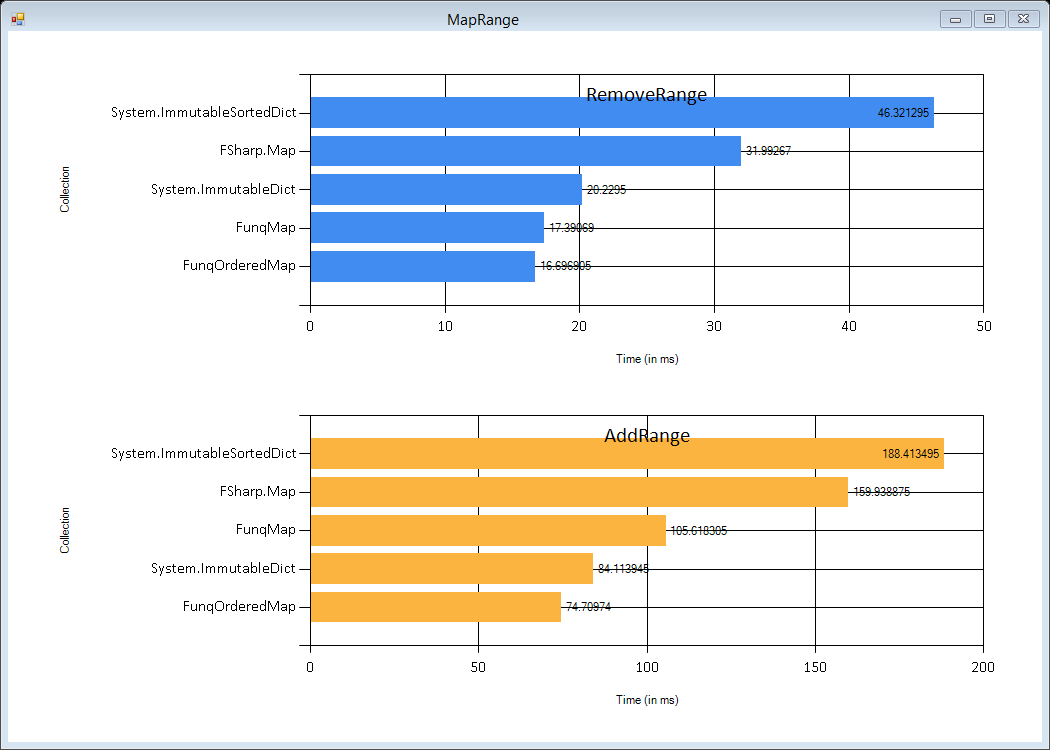 MapRange
RemoveRange
Collection
System.ImmutableSortedDict 46.321295
FSharp.Map 31.99267
System.ImmutableDict 20.2295
FunqMap 17.39069
FunqOrderedMap 16.696905
0 10 20 30 40 50
Time (in ms)
AddRange
Collection
System.ImmutableSortedDict 188.413495
FSharp.Map 159.938875
FunqMap 105.618305
System.ImmutableDict 84.113945
FunqOrderedMap 74.70974
0 50 100 150 200
Time (in ms)